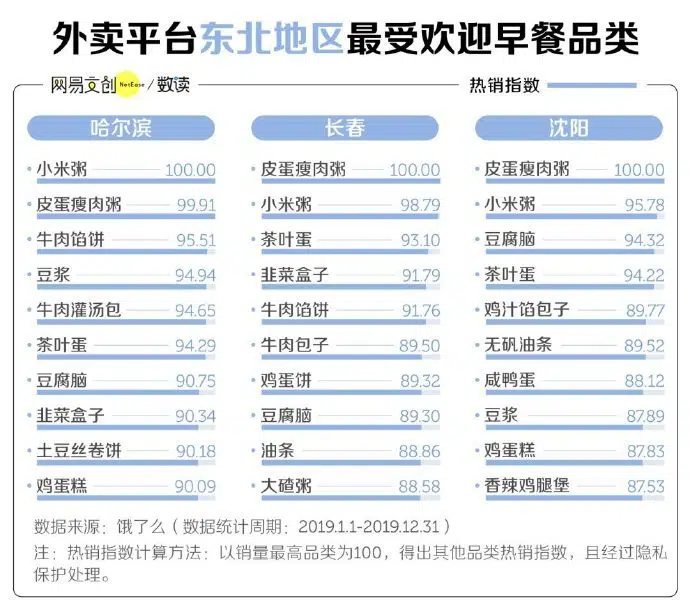 外卖平台东北地区最受欢迎早餐品类
网易文创 NetEase / 数读
热销指数
哈尔滨 长春 沈阳
小米粥 100.00 皮蛋瘦肉粥 100.00 皮蛋瘦肉粥 100.00
皮蛋瘦肉粥 99.91 小米粥 98.79 小米粥 95.78
牛肉馅饼 95.51 茶叶蛋 93.10 豆腐脑 94.32
豆浆 94.94 韭菜盒子 91.79 茶叶蛋 94.22
牛肉灌汤包 94.65 牛肉馅饼 91.76 鸡汁馅包子 89.77
茶叶蛋 94.29 牛肉包子 89.50 无矾油条 89.52
豆腐脑 90.75 鸡蛋饼 89.32 咸鸭蛋 88.12
韭菜盒子 90.34 豆腐脑 89.30 豆浆 87.89
土豆丝卷饼 90.18 油条 88.86 鸡蛋糕 87.83
鸡蛋糕 90.09 大碴粥 88.58 香辣鸡腿堡 87.53
数据来源：饿了么（数据统计周期：2019.1.1-2019.12.31）
注：热销指数计算方法：以销量最高品类为100，得出其他品类热销指数，且经过隐私
保护处理。